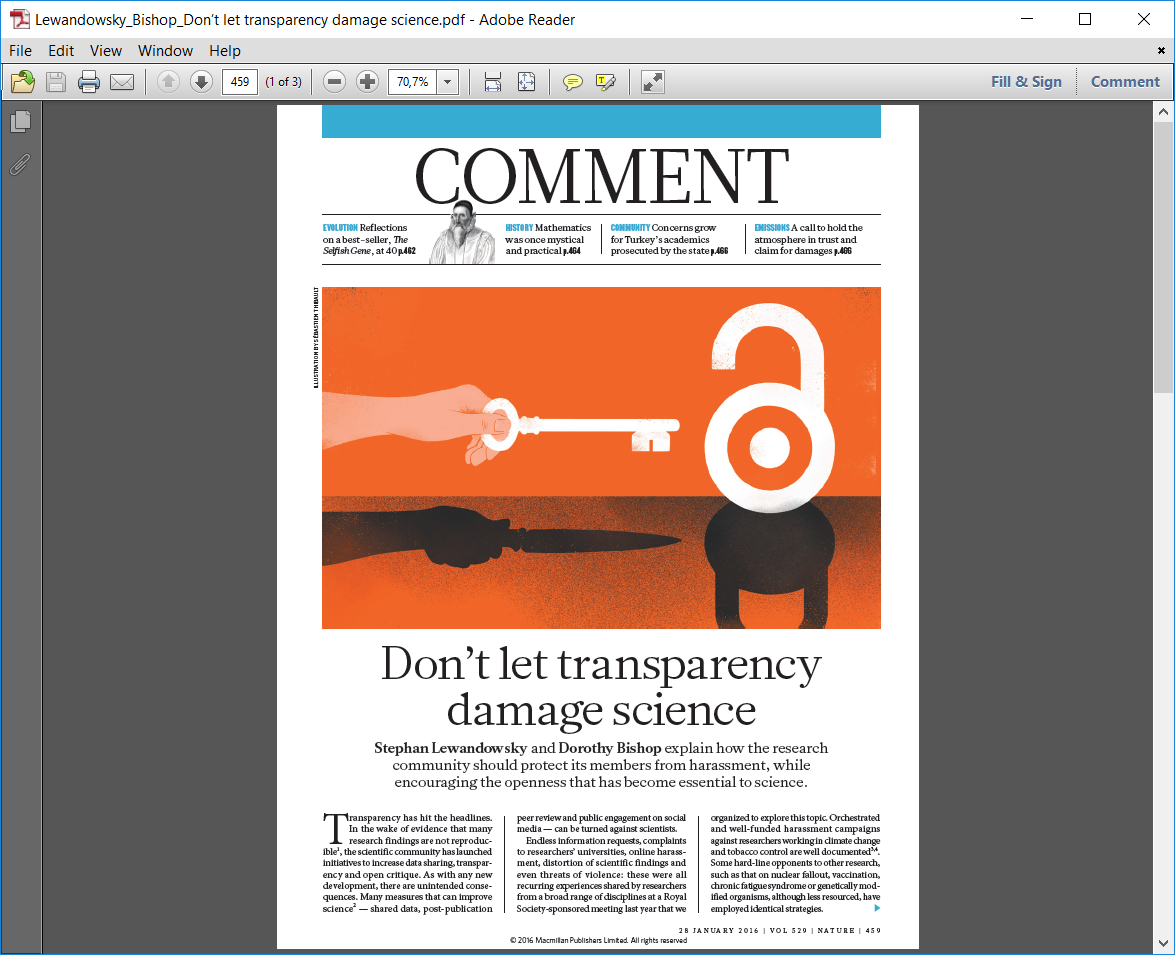 Lewandowsky_Bishop_Don't let transparency damage science.pdf - Adobe Reader
File Edit View Window Help
459 (1 of 3) 70,7% Fill & Sign Comment
COMMENT
EVOLUTION Reflections
on a best-seller, The
Selfish Gene, at 40 p.462
HISTORY Mathematics
was once mystical
and practical p.464
COMMUNITY Concerns grow
for Turkey's academics
prosecuted by the state p.466
EMISSIONS A call to hold the
atmosphere in trust and
claim for damages p.466
ILLUSTRATION BY SÉBASTIEN THIBAULT
Don't let transparency
damage science
Stephan Lewandowsky and Dorothy Bishop explain how the research
community should protect its members from harassment, while
encouraging the openness that has become essential to science.
Transparency has hit the headlines.
In the wake of evidence that many
research findings are not reproduc-
ible1, the scientific community has launched
initiatives to increase data sharing, transpar-
ency and open critique. As with any new
development, there are unintended conse-
quences. Many measures that can improve
science2 — shared data, post-publication
peer review and public engagement on social
media — can be turned against scientists.
Endless information requests, complaints
to researchers' universities, online harass-
ment, distortion of scientific findings and
even threats of violence: these were all
recurring experiences shared by researchers
from a broad range of disciplines at a Royal
Society-sponsored meeting last year that we
organized to explore this topic. Orchestrated
and well-funded harassment campaigns
against researchers working in climate change
and tobacco control are well documented3,4.
Some hard-line opponents to other research,
such as that on nuclear fallout, vaccination,
chronic fatigue syndrome or genetically mod-
ified organisms, although less resourced, have
employed identical strategies.
28 JANUARY 2016 | VOL 529 | NATURE | 459
© 2016 Macmillan Publishers Limited. All rights reserved